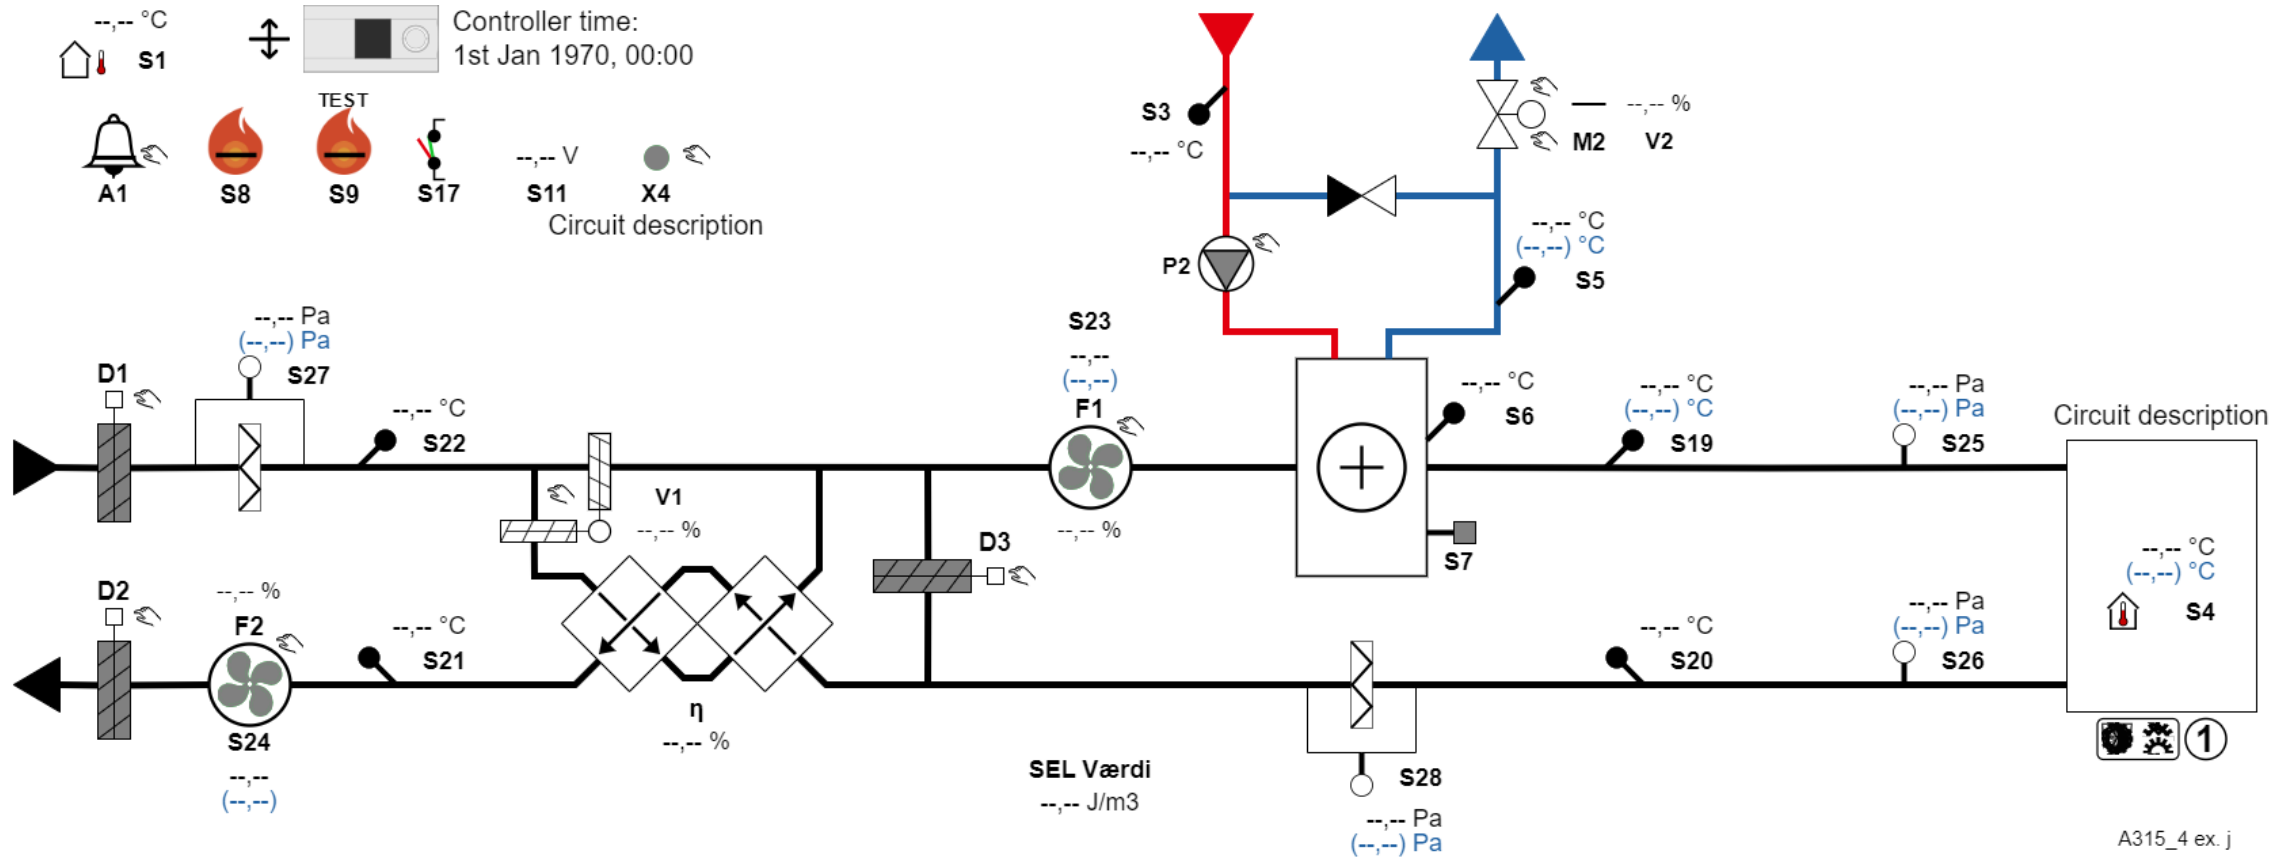 --,-- °C
S1
Controller time:
1st Jan 1970, 00:00
TEST
A1
S8
S9
S17
--,-- V
S11
X4
Circuit description
S3
--,-- °C
--,-- %
M2
V2
--,-- °C
(--,--) °C
S5
P2
--,-- Pa
(--,--) Pa
S27
D1
--,-- °C
S22
S23
--,--
(--,--)
F1
--,-- %
--,-- °C
S6
--,-- °C
(--,--) °C
S19
--,-- Pa
(--,--) Pa
S25
Circuit description
V1
--,-- %
D3
S7
--,-- °C
(--,--) °C
S4
D2
--,-- %
F2
S24
--,--
(--,--)
--,-- °C
S21
η
--,-- %
SEL Værdi
--,-- J/m3
--,-- °C
S20
--,-- Pa
(--,--) Pa
S26
S28
--,-- Pa
(--,--) Pa
1
A315_4 ex. j